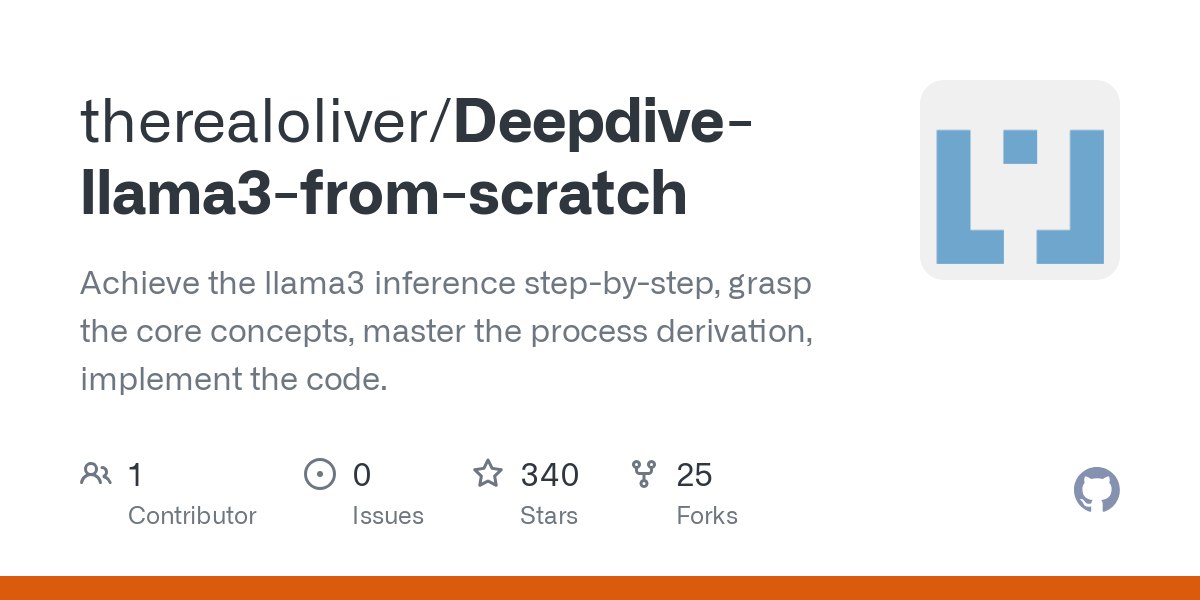 therealoliver/Deepdive-
llama3-from-scratch
Achieve the llama3 inference step-by-step, grasp
the core concepts, master the process derivation,
implement the code.
1 0 340 25
Contributor Issues Stars Forks